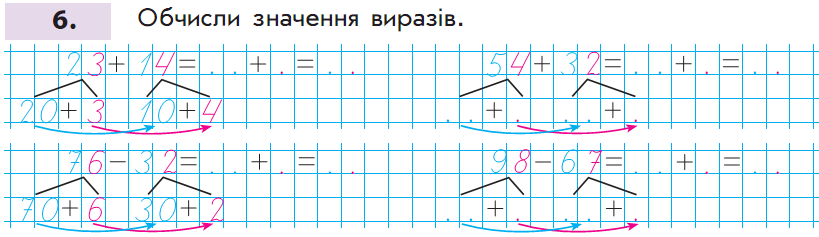 6. Обчисли значення виразів.
23+14=..+.=.. 54+32=..+.=..
20+3 10+4 ..+. ..+.
76-32=..+.=.. 98-67=..+.=..
70+6 30+2 ..+. ..+.